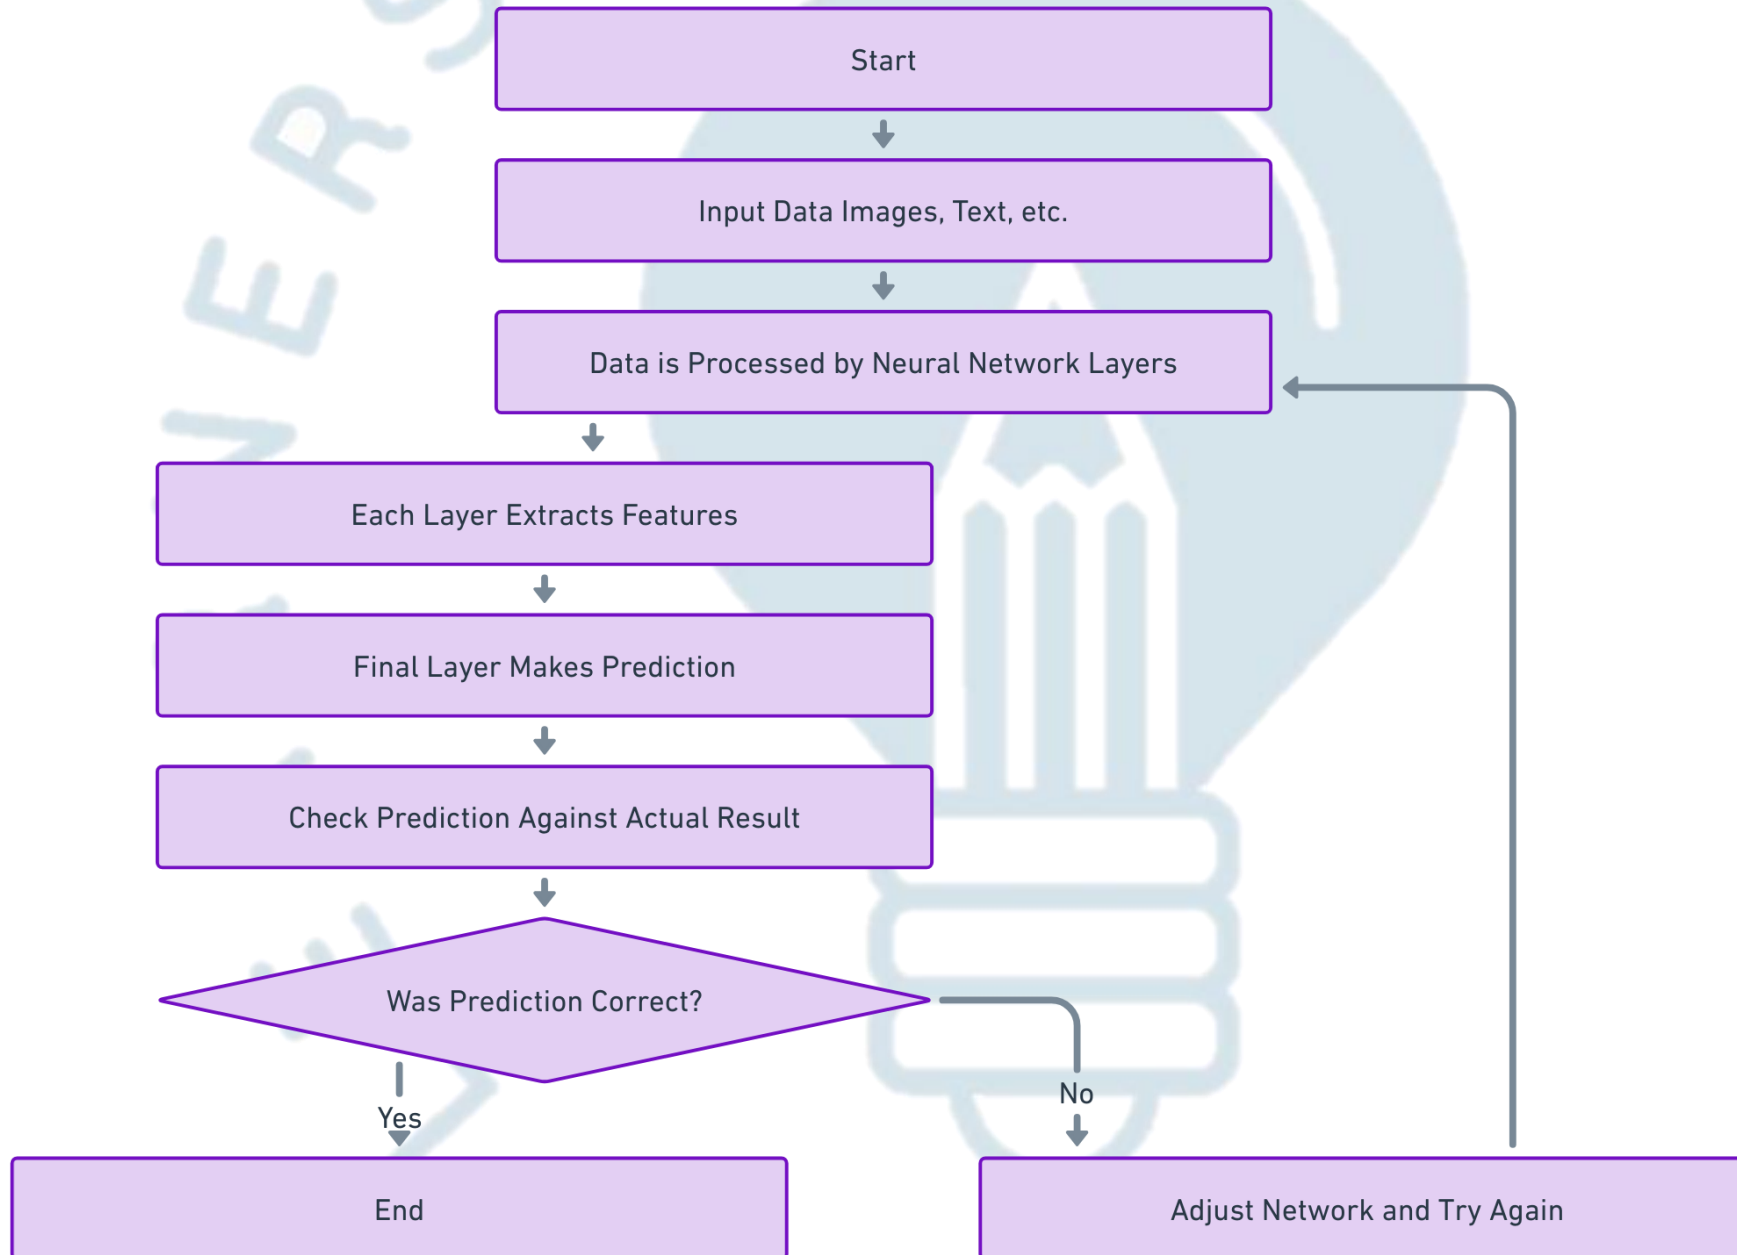 Start
Input Data Images, Text, etc.
Data is Processed by Neural Network Layers
Each Layer Extracts Features
Final Layer Makes Prediction
Check Prediction Against Actual Result
Was Prediction Correct?
No
Yes
End
Adjust Network and Try Again